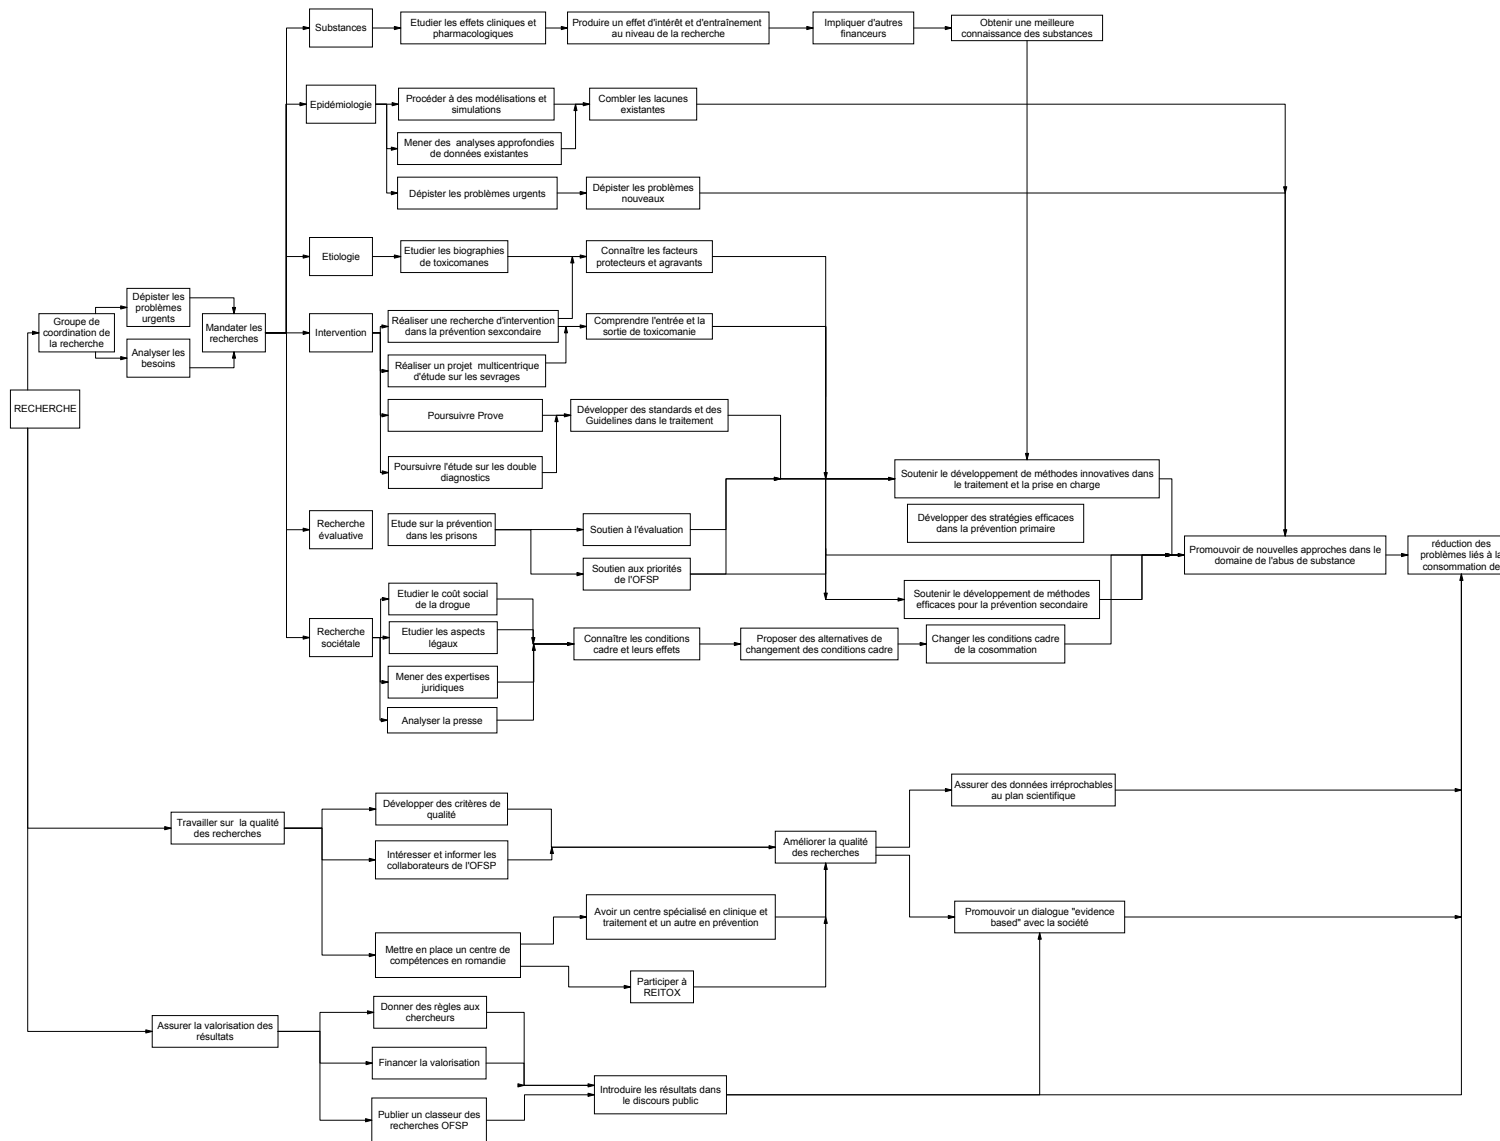 Substances
Etudier les effets cliniques et
pharmacologiques
Produire un effet d'intérêt et d'entraînement
au niveau de la recherche
Impliquer d'autres
financeurs
Obtenir une meilleure
connaissance des substances
Epidémiologie
Procéder à des modélisations et
simulations
Combler les lacunes
existantes
Mener des analyses approfondies
de données existantes
Dépister les problèmes urgents
Dépister les problèmes
nouveaux
Etiologie
Etudier les biographies
de toxicomanes
Connaître les facteurs
protecteurs et agravants
RECHERCHE
Groupe de
coordination de
la recherche
Dépister les
problèmes
urgents
Analyser les
besoins
Mandater les
recherches
Intervention
Réaliser une recherche d'intervention
dans la prévention sexcondaire
Comprendre l'entrée et la
sortie de toxicomanie
Réaliser un projet multicentrique
d'étude sur les sevrages
Poursuivre Prove
Développer des standards et des
Guidelines dans le traitement
Poursuivre l'étude sur les double
diagnostics
Soutenir le développement de méthodes innovatives dans
le traitement et la prise en charge
Développer des stratégies efficaces
dans la prévention primaire
Recherche
évaluative
Etude sur la prévention
dans les prisons
Soutien à l'évaluation
Soutien aux priorités
de l'OFSP
Promouvoir de nouvelles approches dans le
domaine de l'abus de substance
réduction des
problèmes liés à la
consommation de
Soutenir le développement de méthodes
efficaces pour la prévention secondaire
Recherche
sociétale
Etudier le coût social
de la drogue
Etudier les aspects
légaux
Mener des expertises
juridiques
Analyser la presse
Connaître les conditions
cadre et leurs effets
Proposer des alternatives de
changement des conditions cadre
Changer les conditions cadre
de la cosommation
Travailler sur la qualité
des recherches
Développer des critères de
qualité
Intéresser et informer les
collaborateurs de l'OFSP
Mettre en place un centre de
compétences en romandie
Avoir un centre spécialisé en clinique et
traitement et un autre en prévention
Participer à
REITOX
Améliorer la qualité
des recherches
Assurer des données irréprochables
au plan scientifique
Promouvoir un dialogue "evidence
based" avec la société
Assurer la valorisation des
résultats
Donner des règles aux
chercheurs
Financer la valorisation
Publier un classeur des
recherches OFSP
Introduire les résultats dans
le discours public